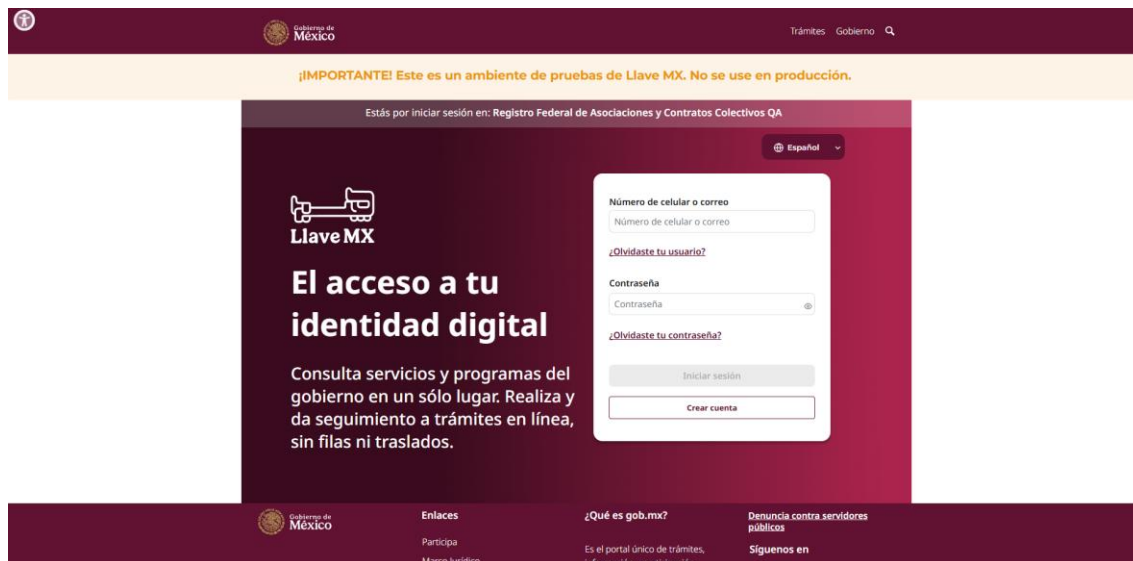 Gobierno de
México
Trámites Gobierno
¡IMPORTANTE! Este es un ambiente de pruebas de Llave MX. No se use en producción.
Estás por iniciar sesión en: Registro Federal de Asociaciones y Contratos Colectivos QA
Español
Llave MX
El acceso a tu
identidad digital
Consulta servicios y programas del
gobierno en un sólo lugar. Realiza y
da seguimiento a trámites en línea,
sin filas ni traslados.
Número de celular o correo
Número de celular o correo
¿Olvidaste tu usuario?
Contraseña
Contraseña
¿Olvidaste tu contraseña?
Iniciar sesión
Crear cuenta
Gobierno de
México
Enlaces
Participa
¿Qué es gob.mx?
Es el portal único de trámites,
Denuncia contra servidores
públicos
Síguenos en